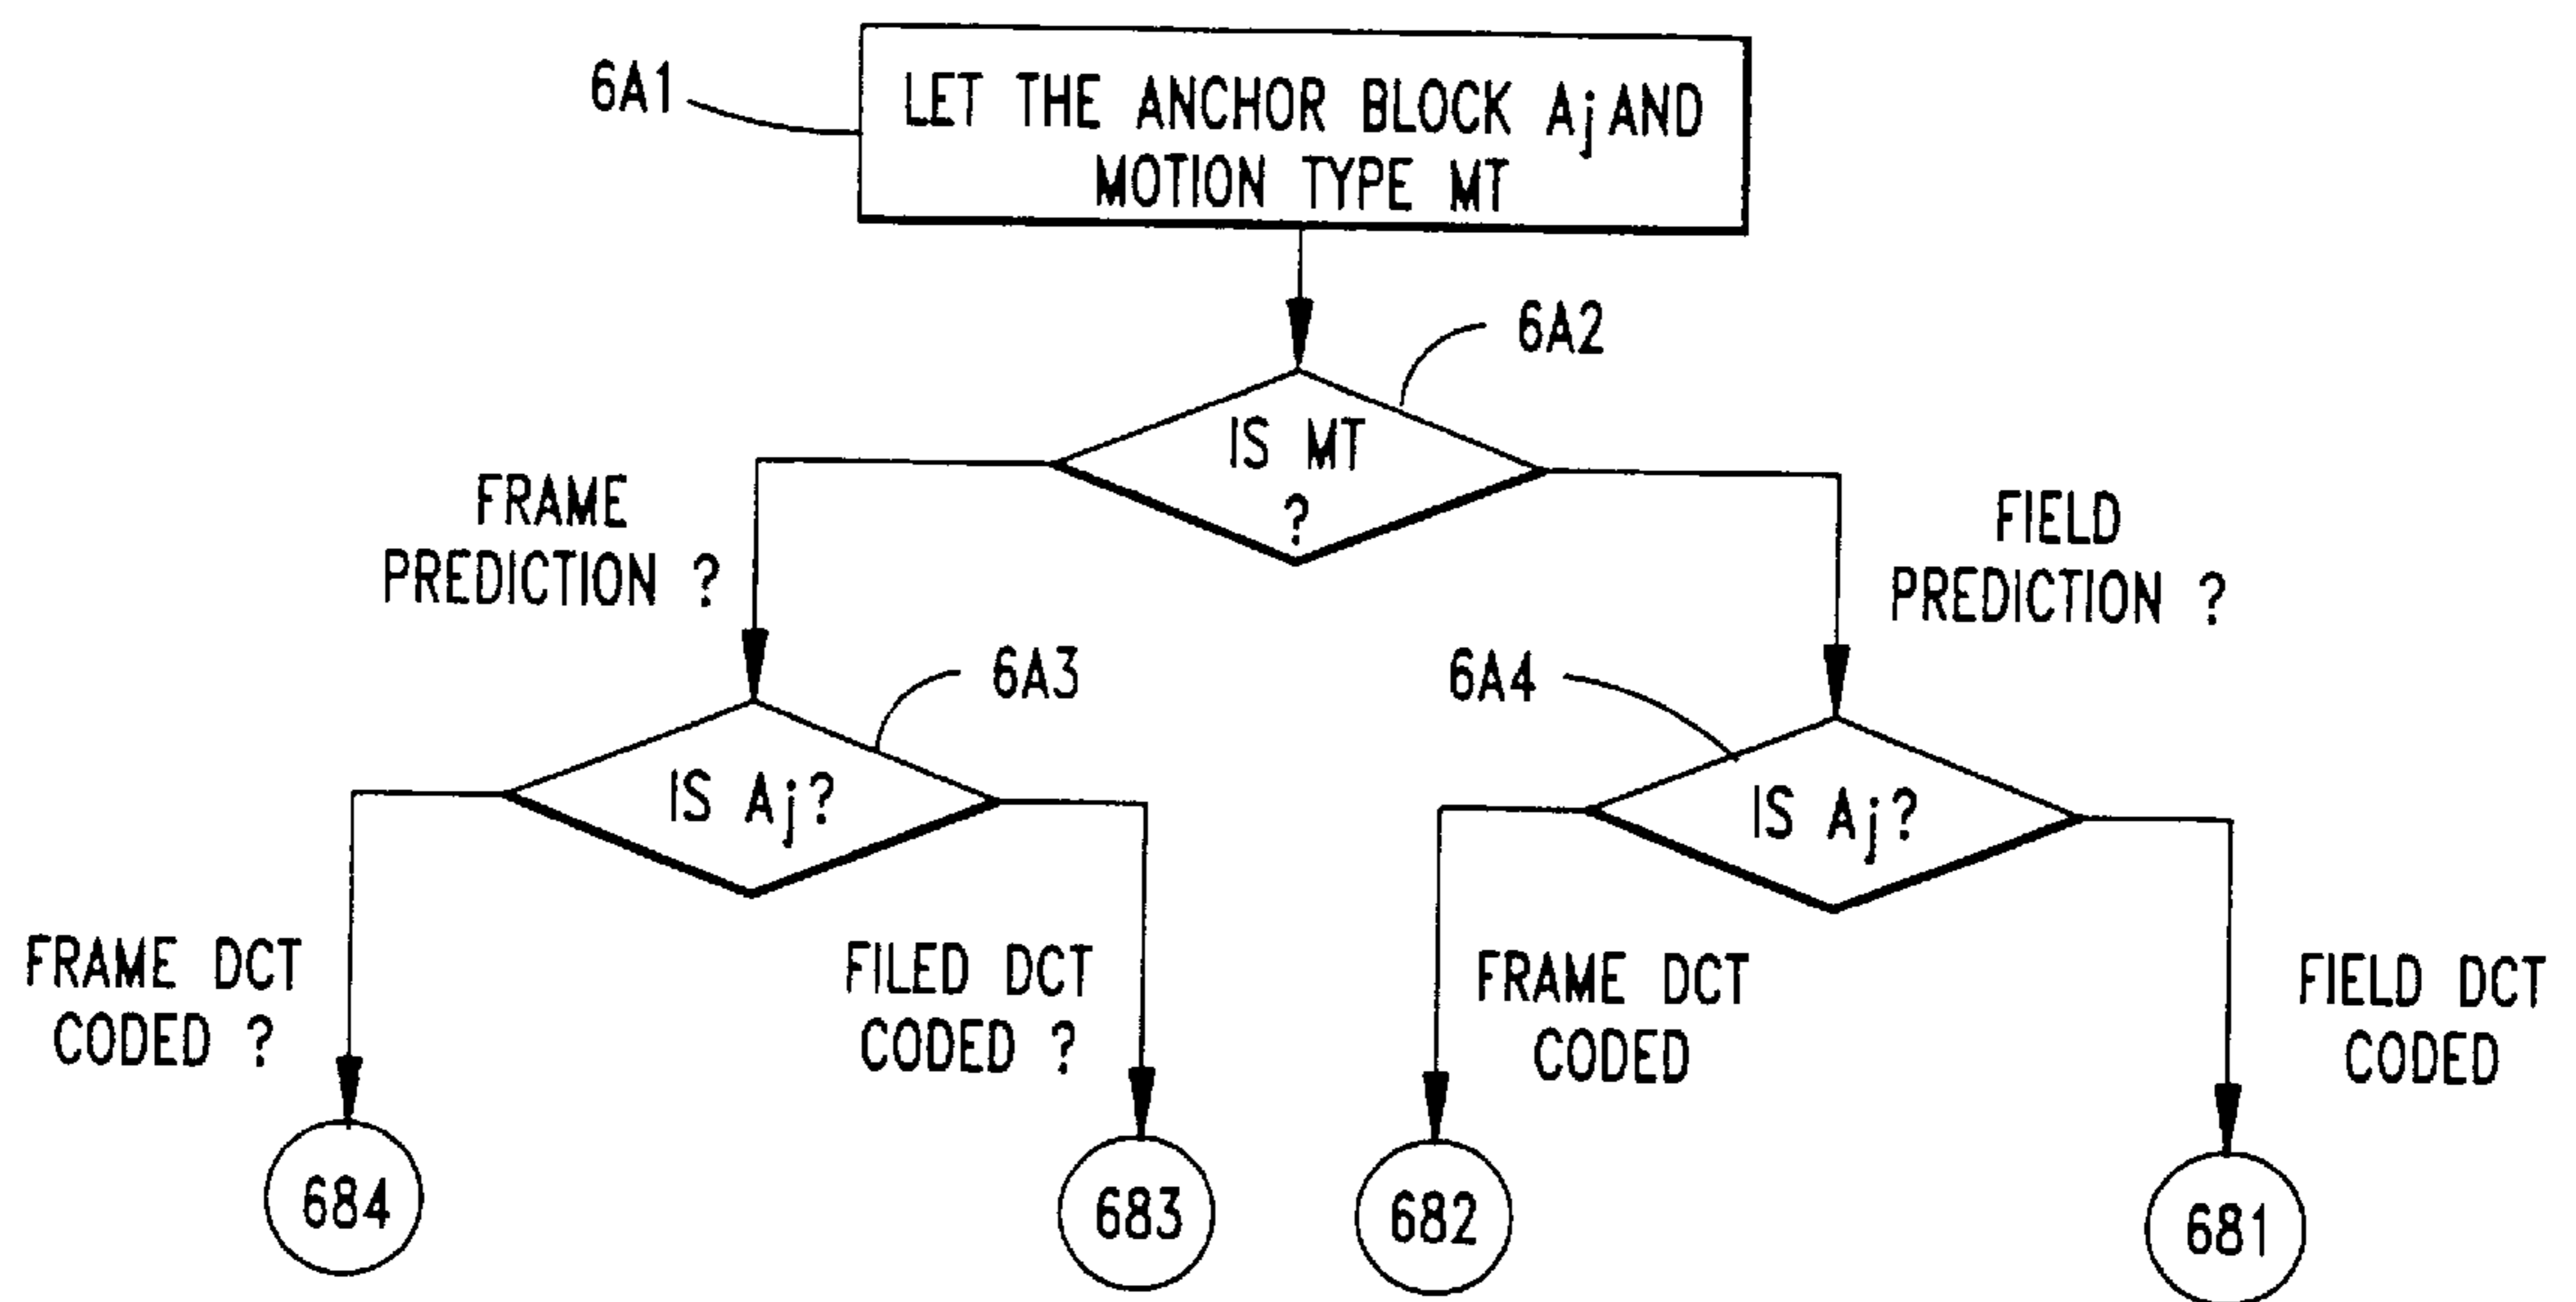 6A1
LET THE ANCHOR BLOCK Aj AND
MOTION TYPE MT
6A2
IS MT
?
FRAME
PREDICTION ?
FIELD
PREDICTION ?
6A3
6A4
IS Aj?
IS Aj?
FRAME DCT
CODED ?
FILED DCT
CODED ?
FRAME DCT
CODED
FIELD DCT
CODED
684
683
682
681